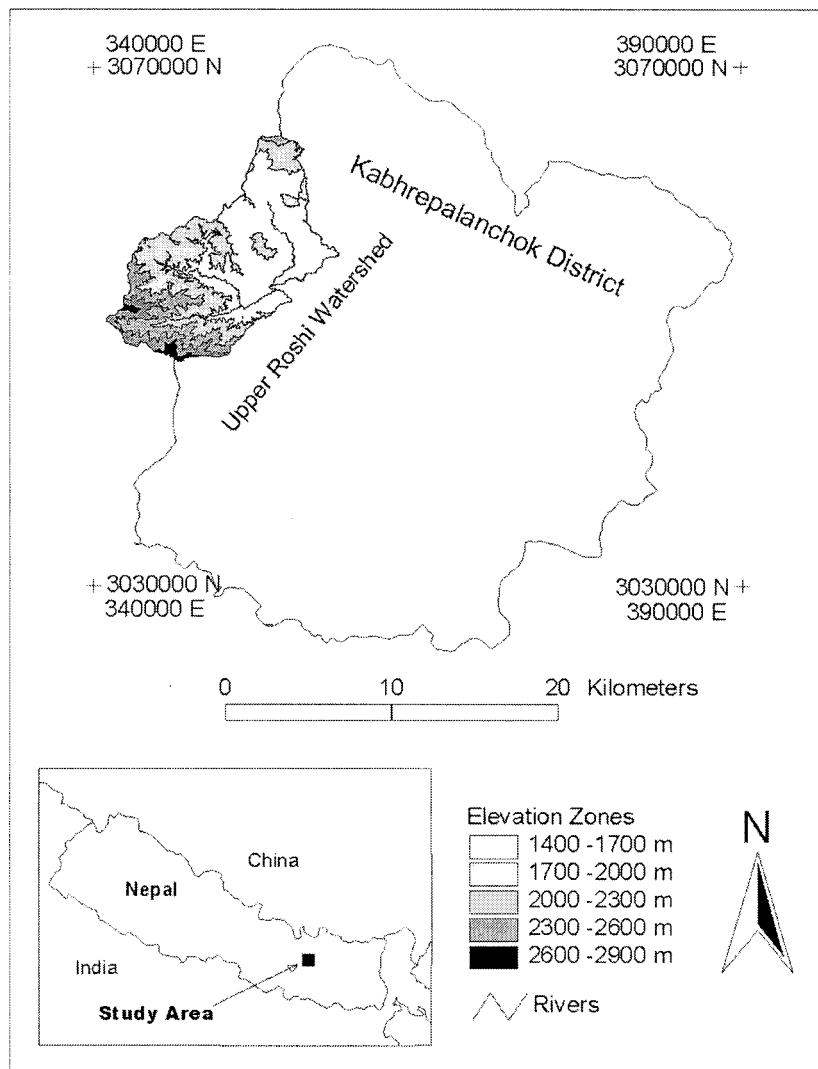 340000 E
+ 3070000 N
390000 E
3070000 N +
Kabhrepalanchok District
Upper Roshi Watershed
+ 3030000 N
340000 E
3030000 N +
390000 E
0 10 20 Kilometers
China
Nepal
India
Study Area
Elevation Zones
1400 -1700 m
1700 -2000 m
2000 -2300 m
2300 -2600 m
2600 -2900 m
Rivers
N